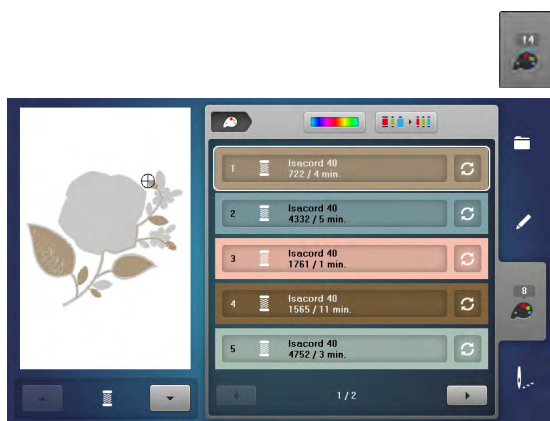 14
1
Isacord 40
722 / 4 min.
2
Isacord 40
4332 / 5 min.
3
Isacord 40
1761 / 1 min.
4
Isacord 40
1565 / 11 min.
5
Isacord 40
4752 / 3 min.
8
1/2